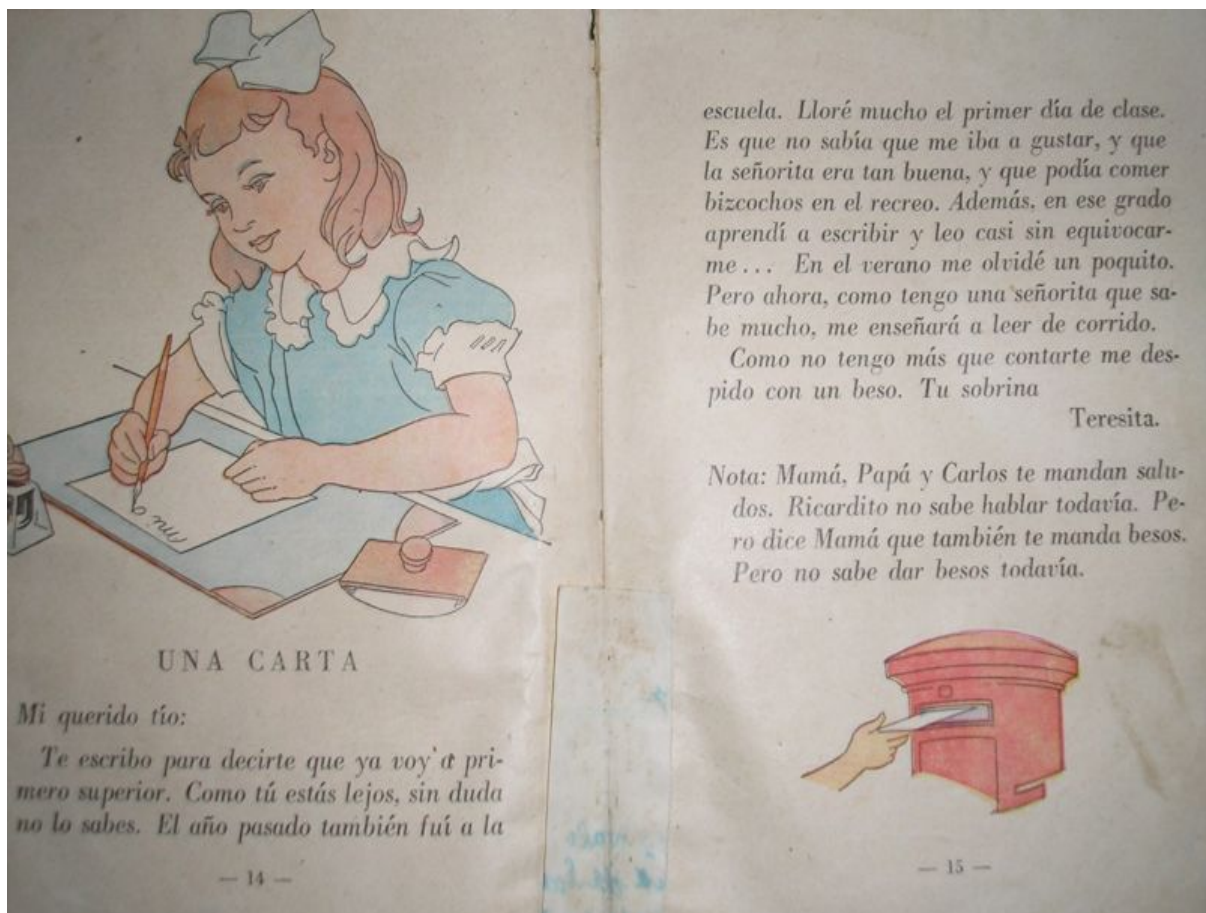 mi q
UNA CARTA
Mi querido tío:
Te escribo para decirte que ya voy a pri-
mero superior. Como tú estás lejos, sin duda
no lo sabes. El año pasado también fuí a la
— 14 —
escuela. Lloré mucho el primer día de clase.
Es que no sabía que me iba a gustar, y que
la señorita era tan buena, y que podía comer
bizcochos en el recreo. Además, en ese grado
aprendí a escribir y leo casi sin equivocar-
me... En el verano me olvidé un poquito.
Pero ahora, como tengo una señorita que sa-
be mucho, me enseñará a leer de corrido.
Como no tengo más que contarte me des-
pido con un beso. Tu sobrina
Teresita.
Nota: Mamá, Papá y Carlos te mandan salu-
dos. Ricardito no sabe hablar todavía. Pe-
ro dice Mamá que también te manda besos.
Pero no sabe dar besos todavía.
— 15 —